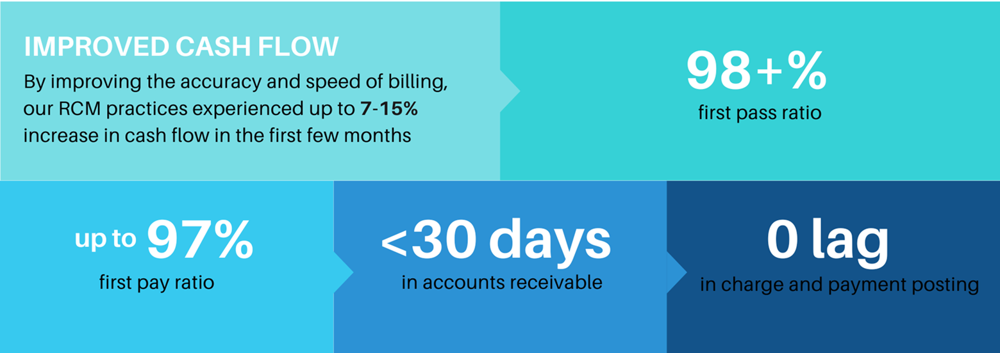 IMPROVED CASH FLOW
By improving the accuracy and speed of billing,
our RCM practices experienced up to 7-15%
increase in cash flow in the first few months
98+%
first pass ratio
up to 97%
first pay ratio
<30 days
in accounts receivable
0 lag
in charge and payment posting